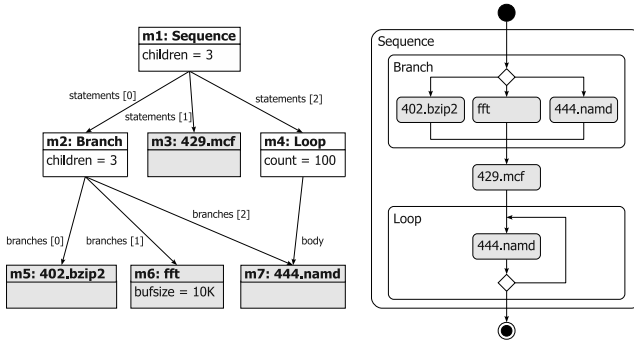 m1: Sequence
children = 3
statements [0]
statements [1]
statements [2]
m2: Branch
children = 3
m3: 429.mcf
m4: Loop
count = 100
branches [0]
branches [1]
branches [2]
body
m5: 402.bzip2
m6: fft
bufsize = 10K
m7: 444.namd
Sequence
Branch
402.bzip2
fft
444.namd
429.mcf
Loop
444.namd